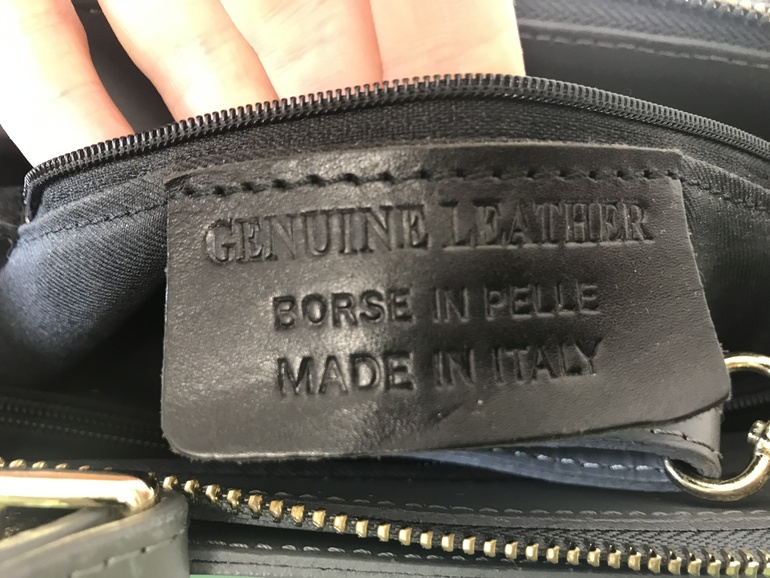 GENUINE LEATHER
BORSE IN PELLE
MADE IN ITALY